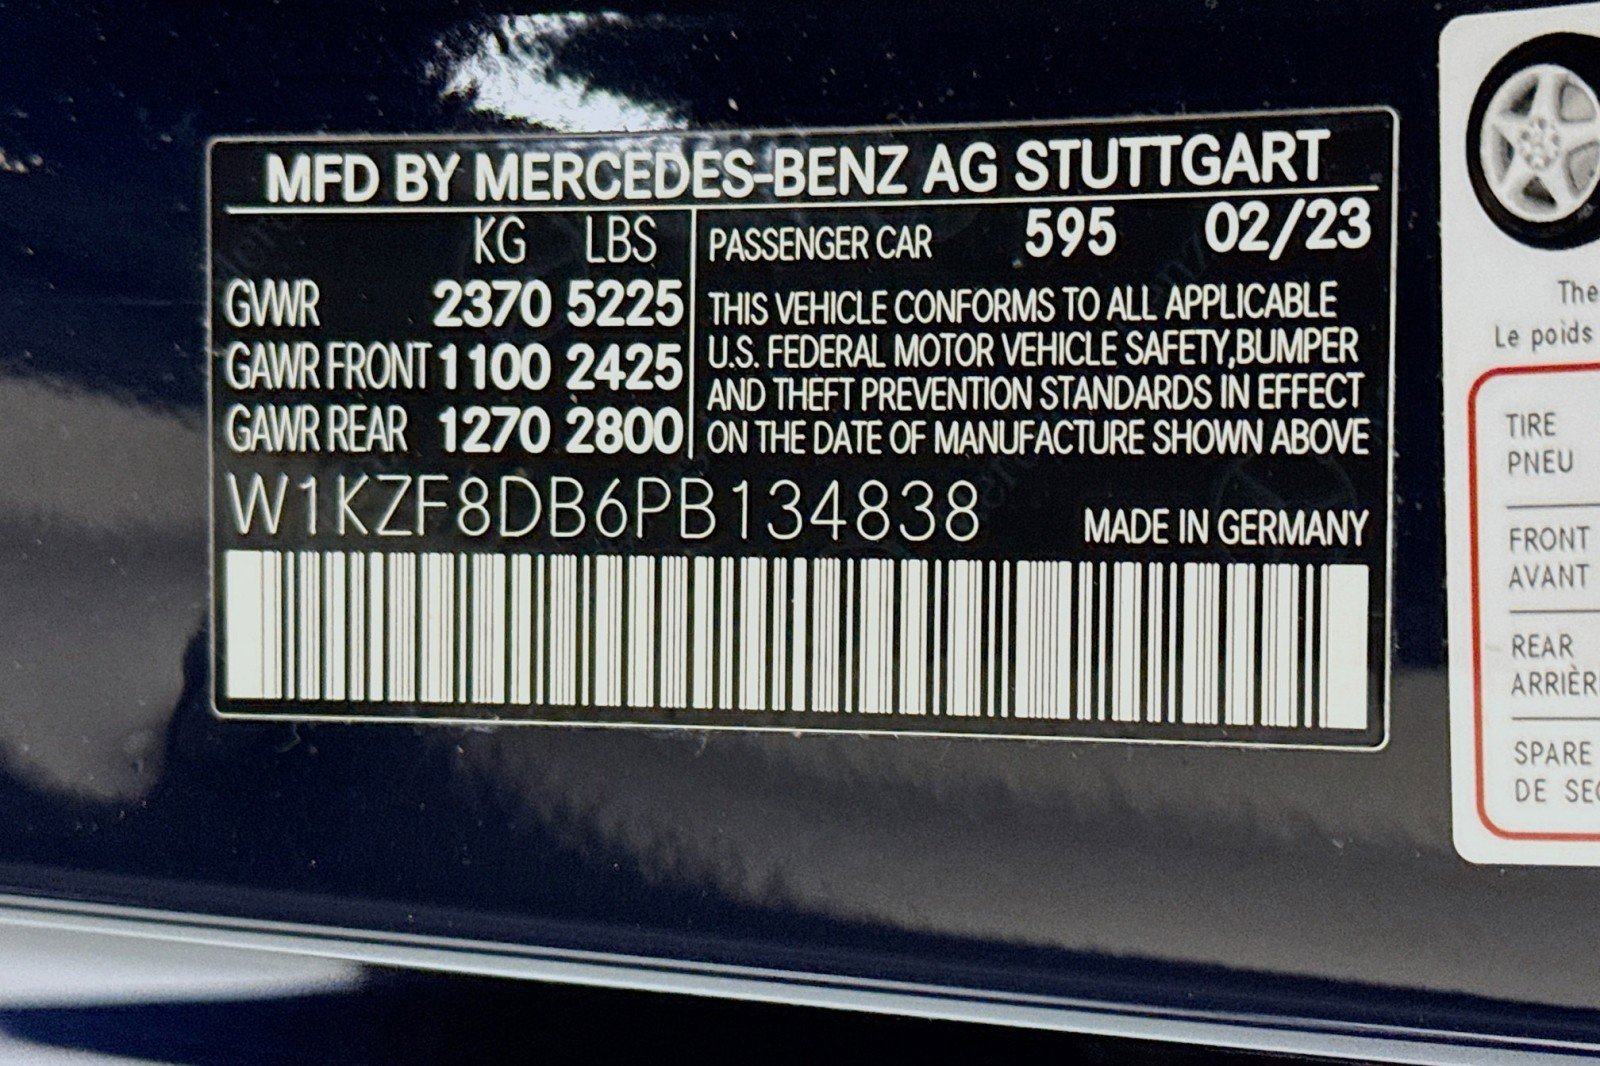 MFD BY MERCEDES-BENZ AG STUTTGART
KG LBS
GVWR 2370 5225
GAWR FRONT 1100 2425
GAWR REAR 1270 2800
PASSENGER CAR 595 02/23
THIS VEHICLE CONFORMS TO ALL APPLICABLE
U.S. FEDERAL MOTOR VEHICLE SAFETY,BUMPER
AND THEFT PREVENTION STANDARDS IN EFFECT
ON THE DATE OF MANUFACTURE SHOWN ABOVE
W1KZF8DB6PB134838
MADE IN GERMANY
The
Le poids
TIRE
PNEU
FRONT
AVANT
REAR
ARRIÈR
SPARE
DE SEC